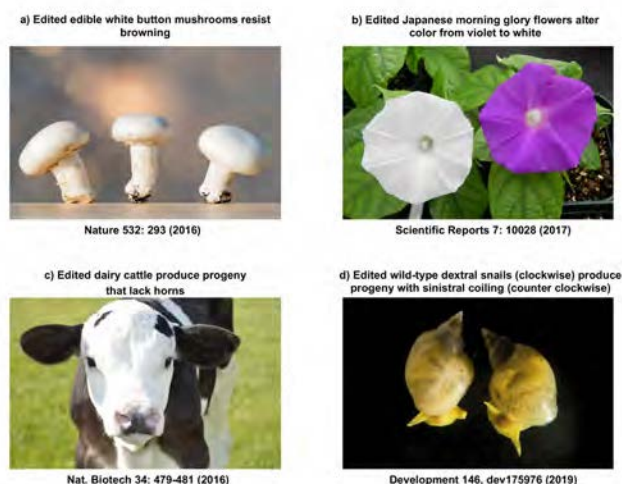 a) Edited edible white button mushrooms resist
browning
b) Edited Japanese morning glory flowers alter
color from violet to white
Nature 532: 293 (2016)
Scientific Reports 7: 10028 (2017)
c) Edited dairy cattle produce progeny
that lack horns
d) Edited wild-type dextral snails (clockwise) produce
progeny with sinistral coiling (counter clockwise)
Nat. Biotech 34: 479-481 (2016)
Development 146, dev175976 (2019)